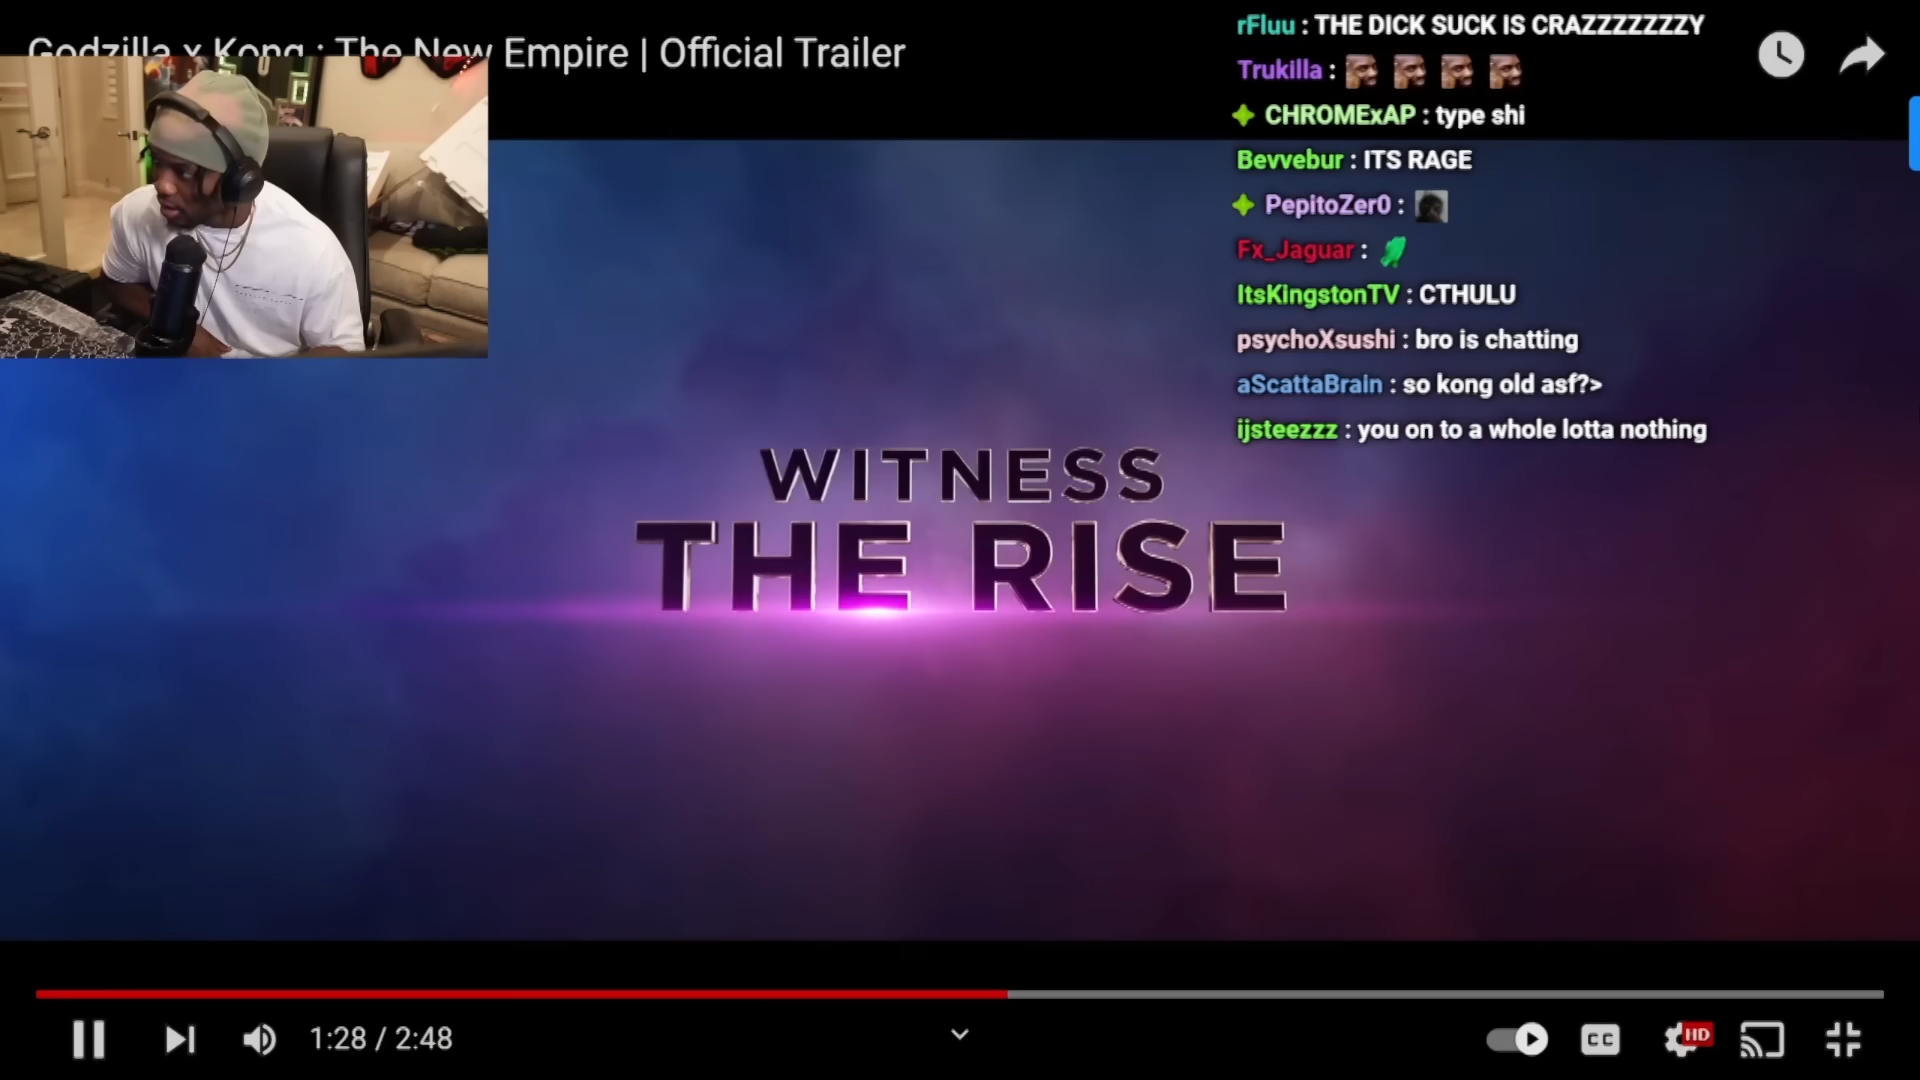 Godzilla x Kong : The New Empire | Official Trailer
rFluu : THE DICK SUCK IS CRAZZZZZZZY
Trukilla :
CHROMExAP : type shi
Bevvebur : ITS RAGE
PepitoZer0 :
Fx_Jaguar :
ItsKingstonTV : CTHULU
psychoXsushi : bro is chatting
aScattaBrain : so kong old asf?>
ijsteezzz : you on to a whole lotta nothing
WITNESS
THE RISE
1:28 / 2:48
CC
HD